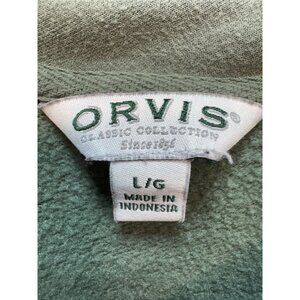 ORVIS®
CLASSIC COLLECTION
Since 1856
L/G
MADE IN
INDONESIA